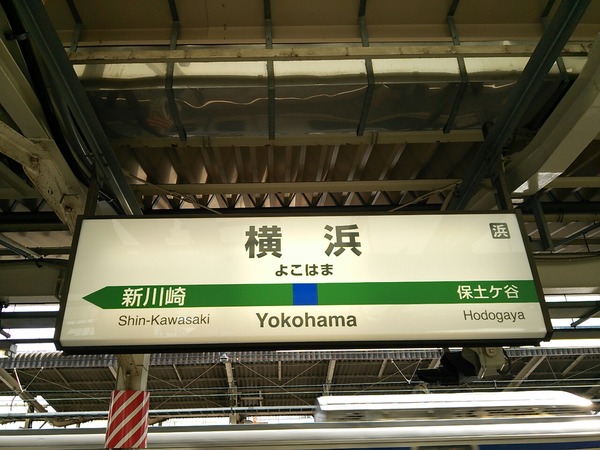 横浜
浜
よこはま
新川崎
保土ケ谷
Shin-Kawasaki
Yokohama
Hodogaya